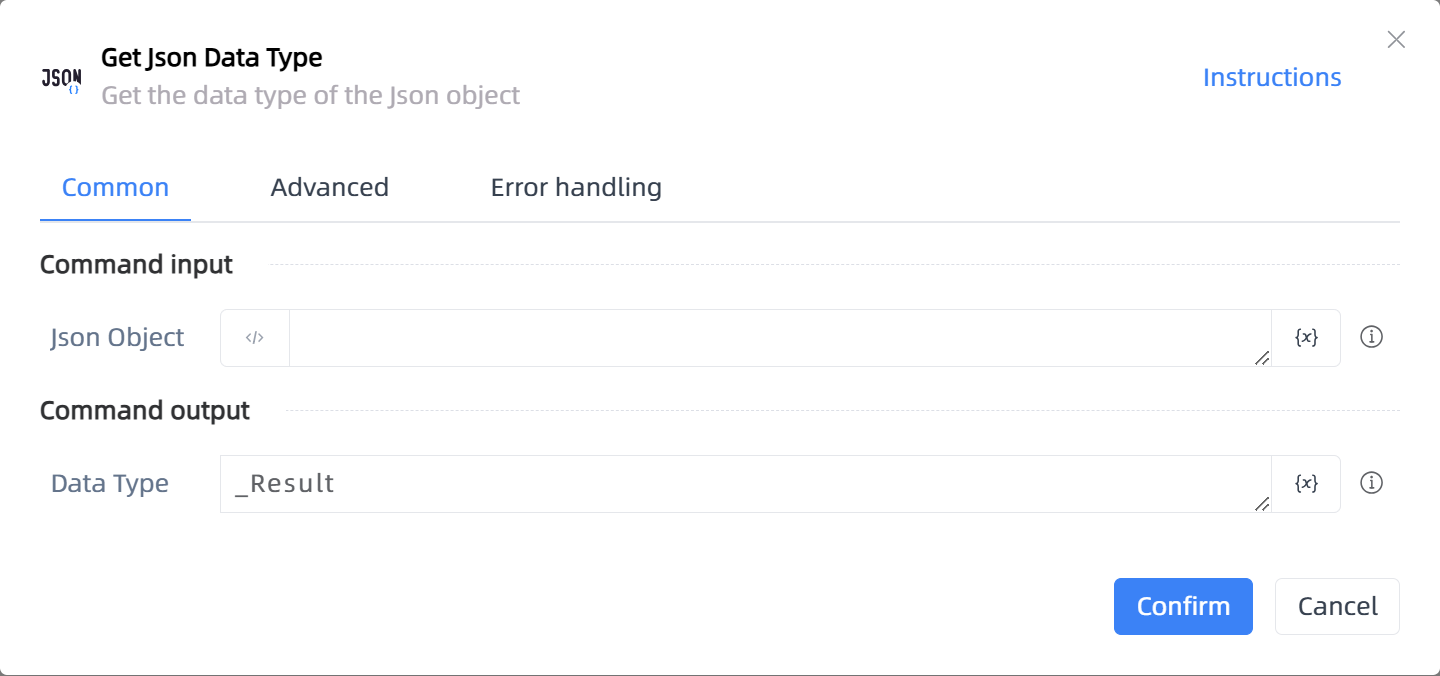 Get Json Data Type
JSON
{}
Get the data type of the Json object
Instructions
Common
Advanced
Error handling
Command input
Json Object
</>
{x}
Command output
Data Type
_Result
{x}
Confirm
Cancel